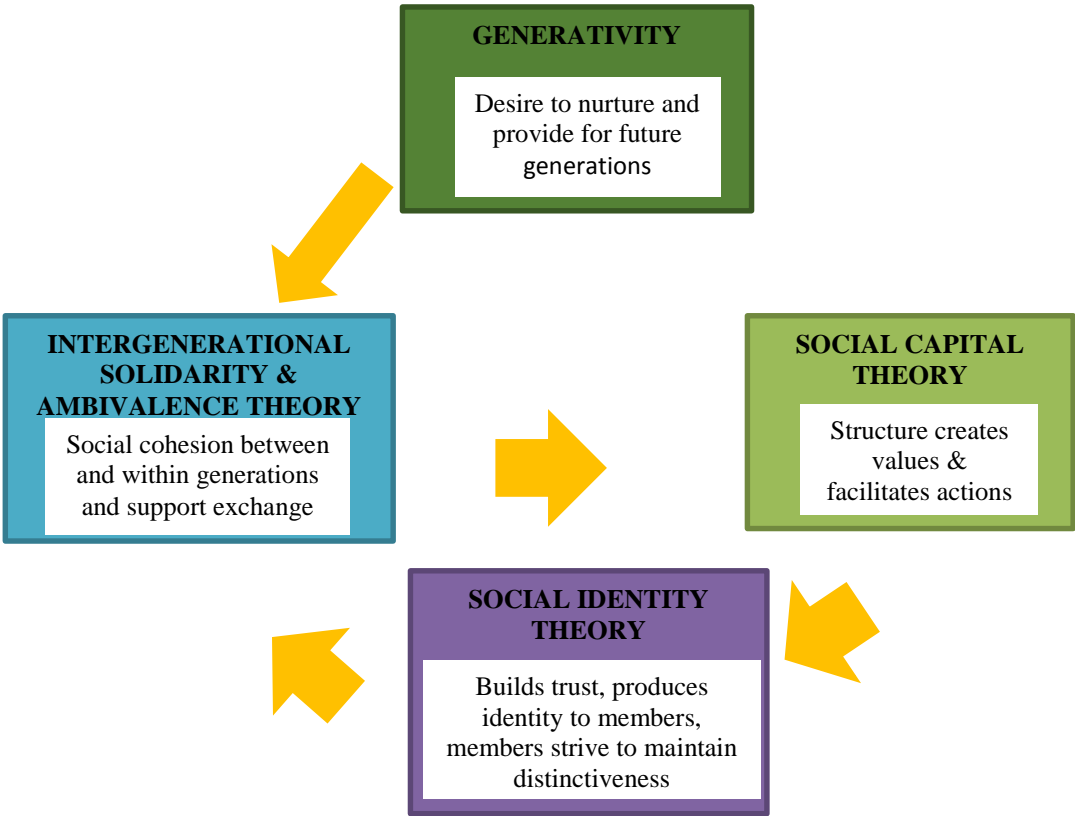 GENERATIVITY
Desire to nurture and
provide for future
generations
INTERGENERATIONAL
SOLIDARITY &
AMBIVALENCE THEORY
Social cohesion between
and within generations
and support exchange
SOCIAL CAPITAL
THEORY
Structure creates
values &
facilitates actions
SOCIAL IDENTITY
THEORY
Builds trust, produces
identity to members,
members strive to maintain
distinctiveness